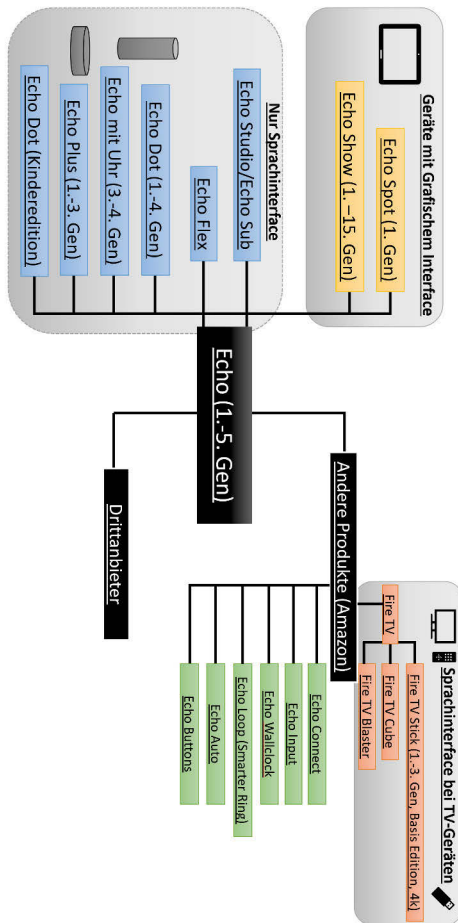 Geräte mit Grafischem Interface
Echo Spot (1. Gen)
Echo Show (1. –15. Gen)
Nur Sprachinterface
Echo Studio/Echo Sub
Echo Flex
Echo Dot (1.-4. Gen)
Echo mit Uhr (3.-4. Gen)
Echo Plus (1.-3. Gen)
Echo Dot (Kinderedition)
Echo (1.-5. Gen)
Andere Produkte (Amazon)
Drittanbieter
Sprachinterface bei TV-Geräten
Fire TV
Fire TV Stick (1.-3. Gen, Basis Edition, 4k)
Fire TV Cube
Fire TV Blaster
Echo Connect
Echo Input
Echo Wallclock
Echo Loop (Smarter Ring)
Echo Auto
Echo Buttons